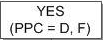 YES
(PPC = D, F)